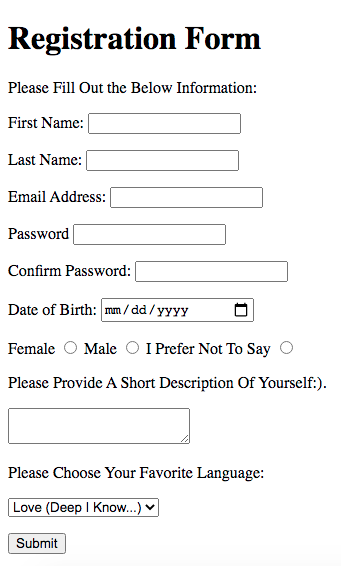 Registration Form
Please Fill Out the Below Information:
First Name:
Last Name:
Email Address:
Password
Confirm Password:
Date of Birth: mm/dd/yyyy
Female Male I Prefer Not To Say
Please Provide A Short Description Of Yourself:).
Please Choose Your Favorite Language:
Love (Deep I Know...)
Submit